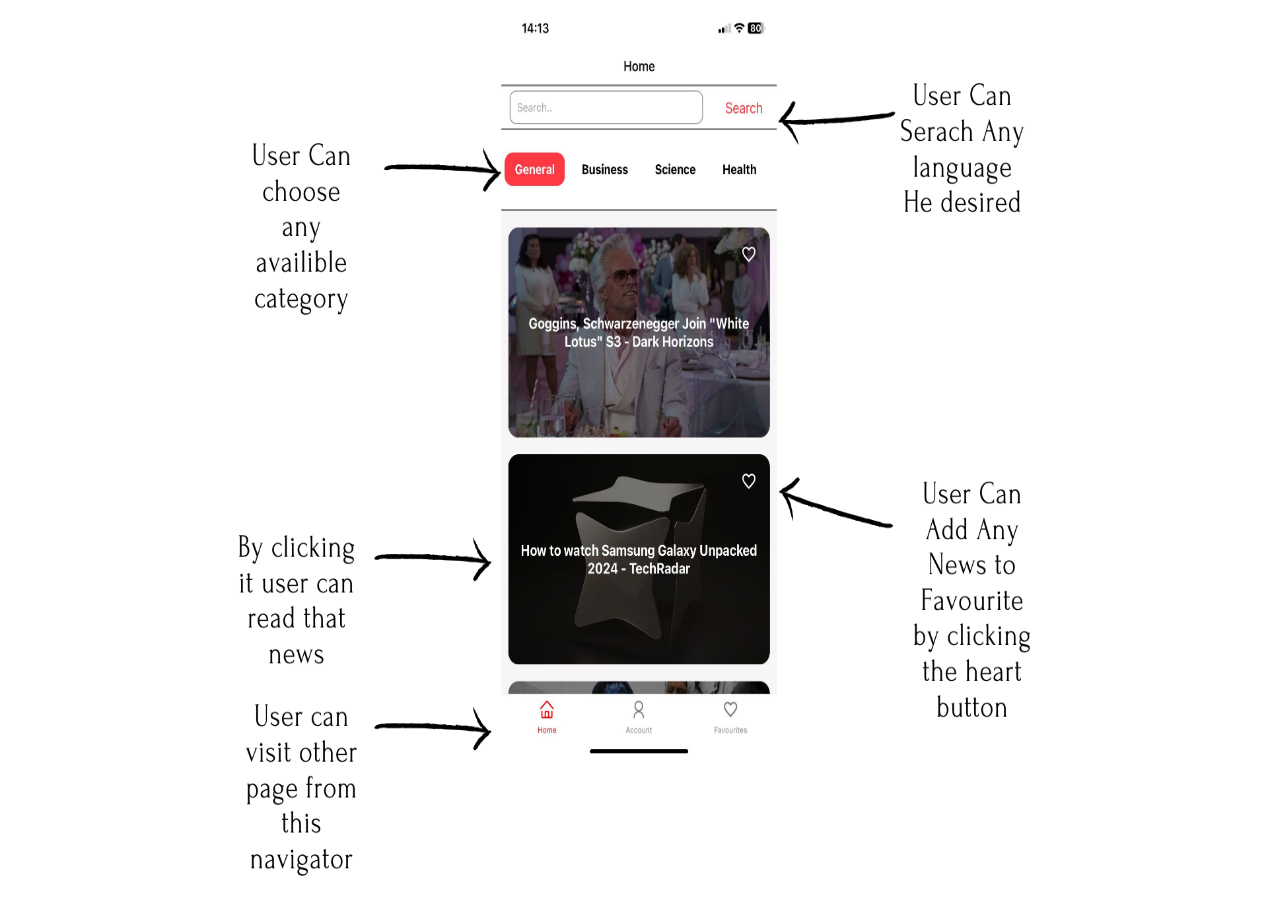 14:13
80
Home
Search..
Search
General
Business
Science
Health
Goggins, Schwarzenegger Join "White
Lotus" S3 - Dark Horizons
How to watch Samsung Galaxy Unpacked
2024 - TechRadar
Home
Account
Favourites
User Can
choose
any
availible
category
By clicking
it user can
read that
news
User can
visit other
page from
this
navigator
User Can
Serach Any
language
He desired
User Can
Add Any
News to
Favourite
by clicking
the heart
button